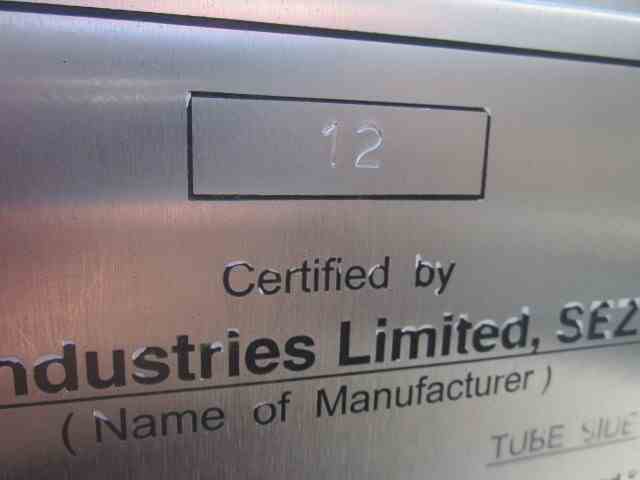 12
Certified by
ndustries Limited, SEZ
( Name of Manufacturer )
TUBE SIDE